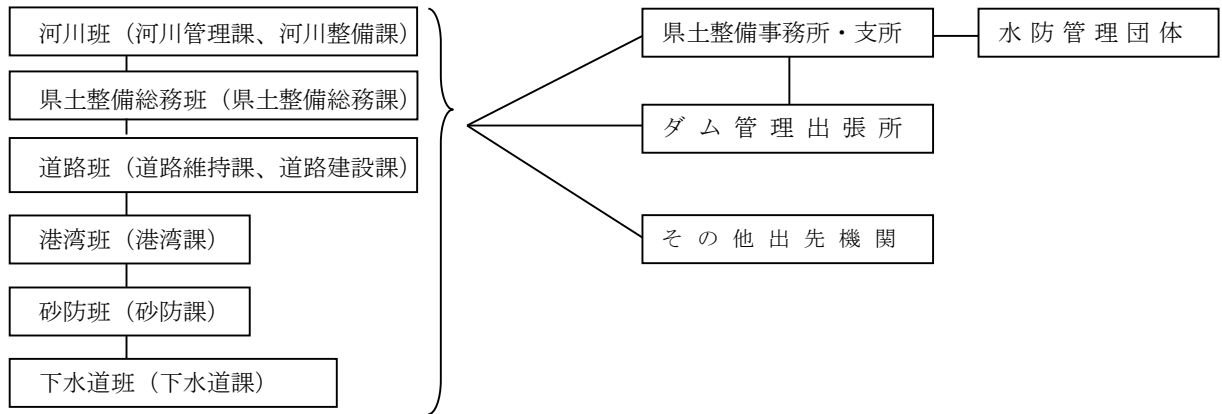 河川班（河川管理課、河川整備課）
県土整備総務班（県土整備総務課）
道路班（道路維持課、道路建設課）
港湾班（港湾課）
砂防班（砂防課）
下水道班（下水道課）
県土整備事務所・支所
水防管理団体
ダム管理出張所
その他出先機関